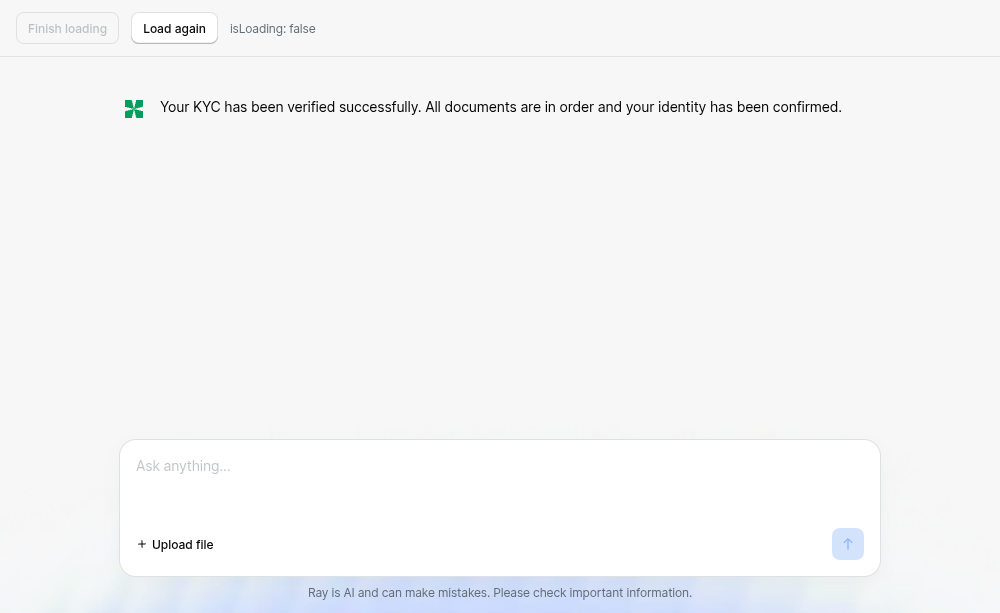 Finish loading
Load again
isLoading: false
Your KYC has been verified successfully. All documents are in order and your identity has been confirmed.
Ask anything...
+ Upload file
Ray is AI and can make mistakes. Please check important information.